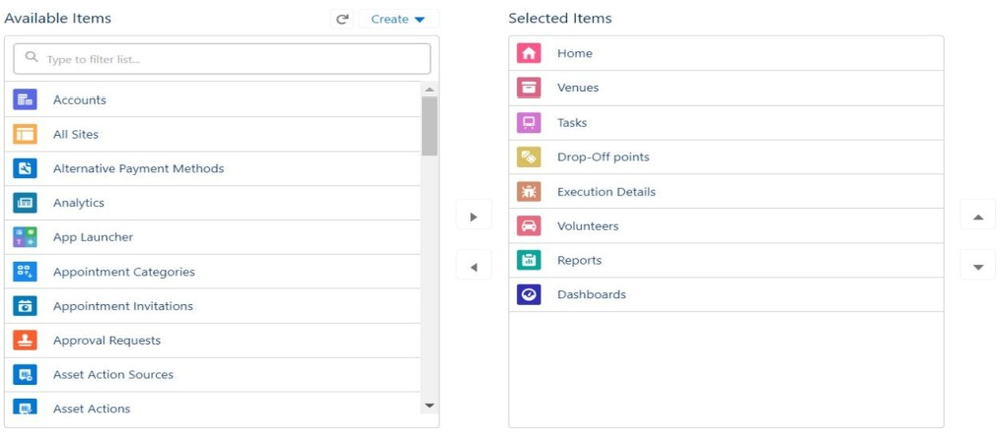 Available Items
Create
Type to filter list...
Accounts
All Sites
Alternative Payment Methods
Analytics
App Launcher
Appointment Categories
Appointment Invitations
Approval Requests
Asset Action Sources
Asset Actions
Selected Items
Home
Venues
Tasks
Drop-Off points
Execution Details
Volunteers
Reports
Dashboards